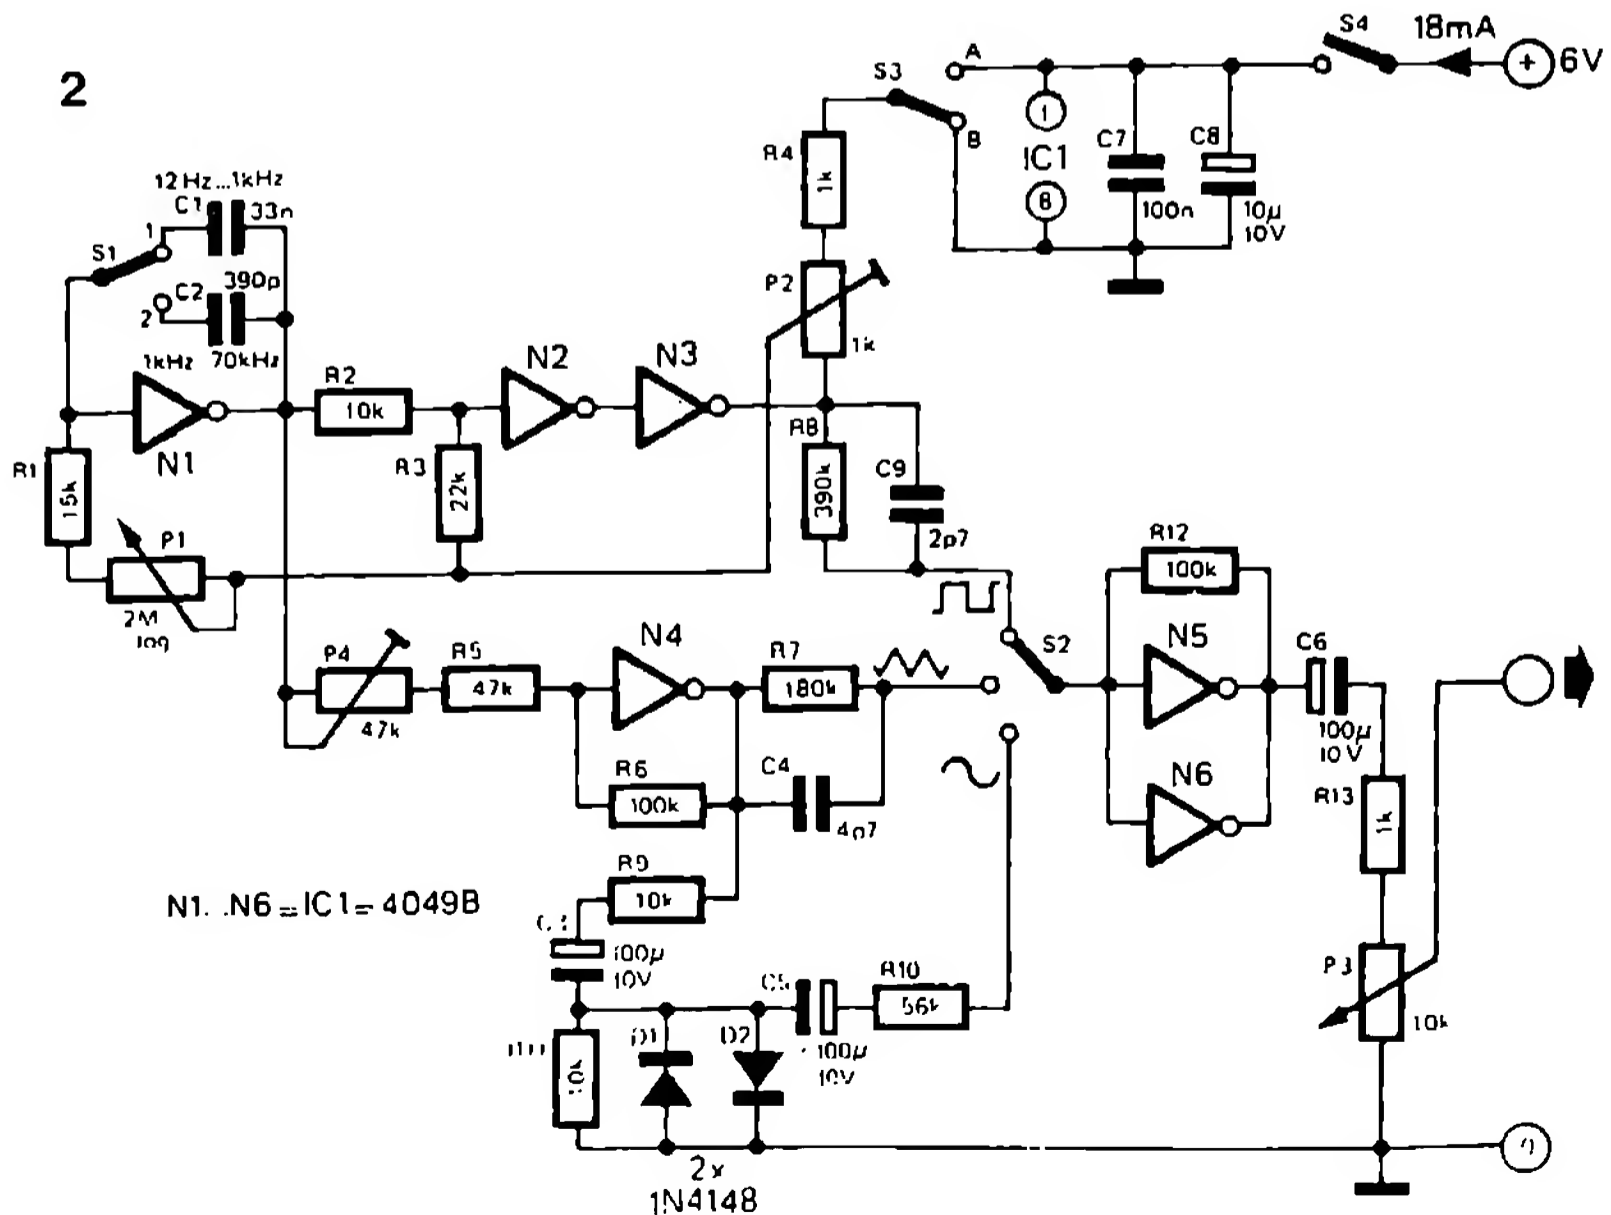 2
S4
18mA
+
6V
A
S3
B
1
IC1
8
C7
100n
C8
10µ
10V
R4
1k
P2
1k
12Hz...1kHz
C1
33n
1
S1
390p
C2
2
1kHz
70kHz
N1
R1
15k
P1
2M
log
R2
10k
R3
22k
N2
N3
R8
390k
C9
2p7
P4
47k
R5
47k
N4
R7
180k
R6
100k
C4
4p7
R9
10k
100µ
10V
N1. .N6=IC1=4049B
10k
D1
D2
C5
100µ
10V
R10
56k
2x
1N4148
S2
R12
100k
N5
N6
C6
100µ
10V
R13
1k
P3
10k